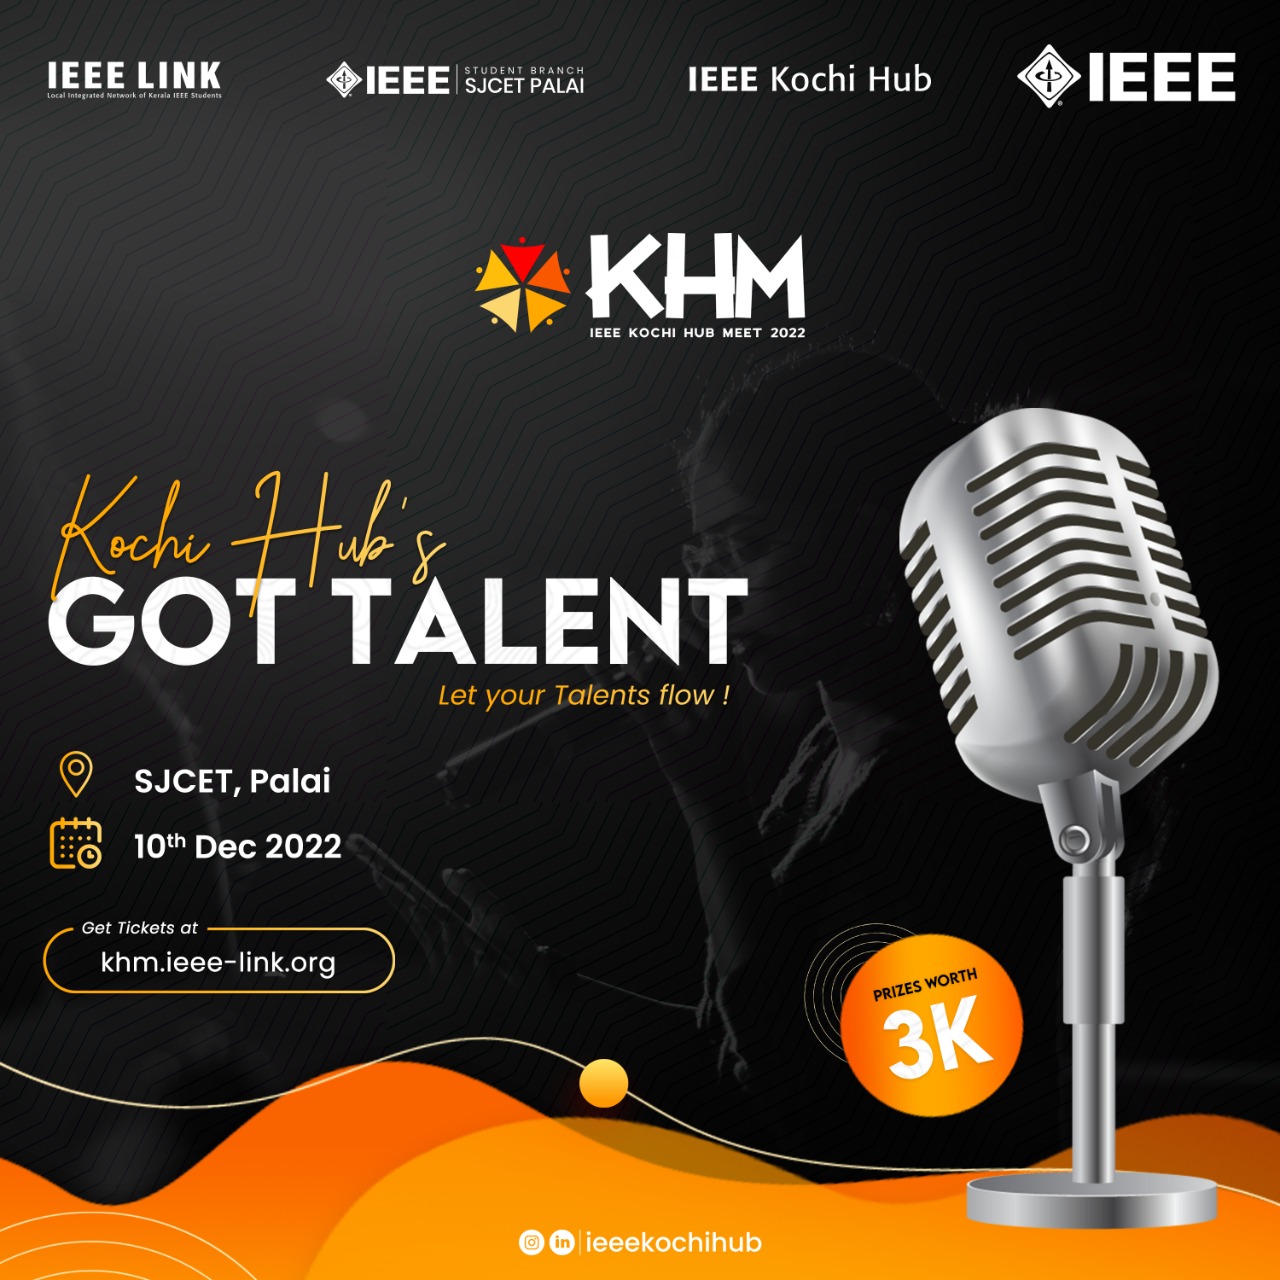 IEEE LINK
Local Integrated Network of Kerala IEEE Students
IEEE
STUDENT BRANCH
SJCET PALAI
IEEE Kochi Hub
IEEE
KHM
IEEE KOCHI HUB MEET 2022
Kochi Hub's
GOT TALENT
Let your Talents flow !
SJCET, Palai
10th Dec 2022
Get Tickets at
khm.ieee-link.org
PRIZES WORTH
3K
ieeekochihub